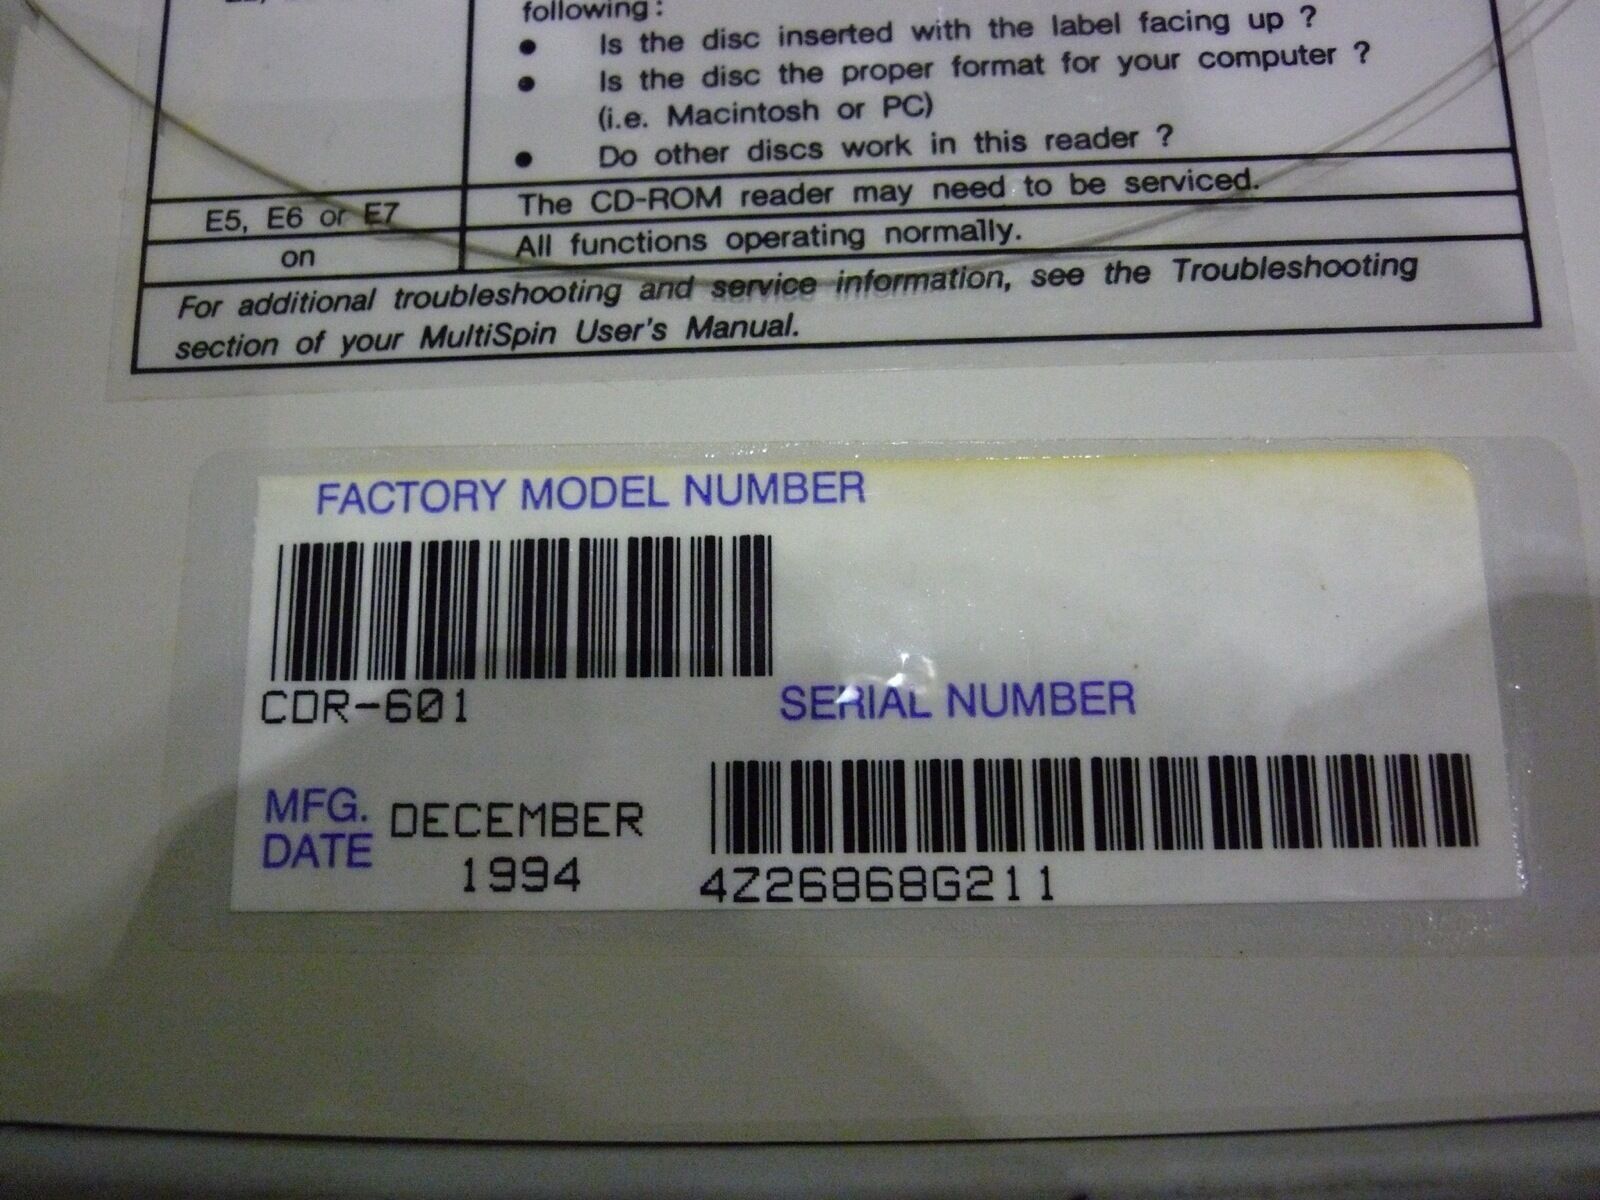 following:
● Is the disc inserted with the label facing up ?
● Is the disc the proper format for your computer ?
(i.e. Macintosh or PC)
● Do other discs work in this reader ?
E5, E6 or E7 The CD-ROM reader may need to be serviced.
on All functions operating normally.
For additional troubleshooting and service information, see the Troubleshooting
section of your MultiSpin User's Manual.
FACTORY MODEL NUMBER
CDR-601
SERIAL NUMBER
MFG. DECEMBER
DATE 1994
4Z26868G211